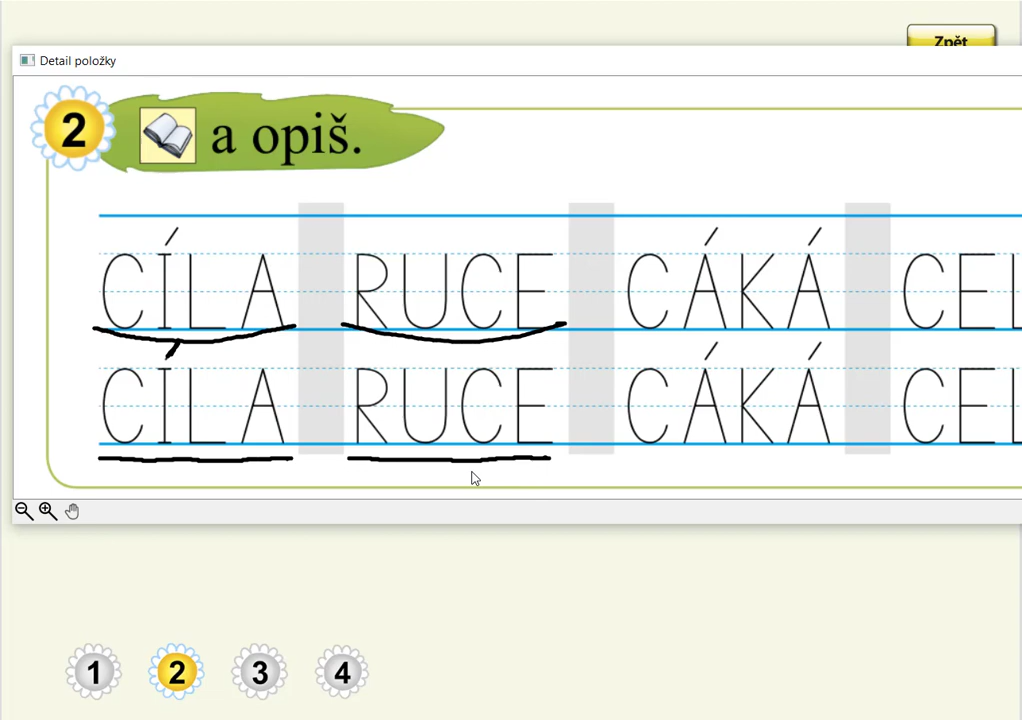 Zpět
Detail položky
2 a opiš.
CÍLA RUCE CÁKÁ CEL
CÍLA RUCE CÁKÁ CEL
1 2 3 4